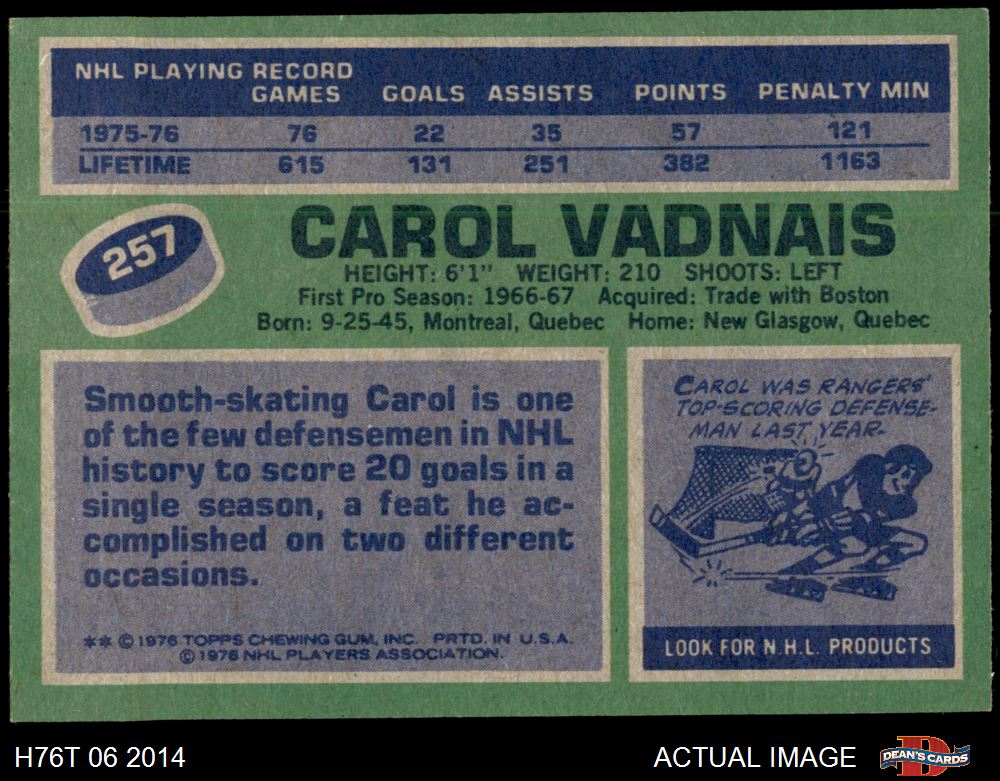 NHL PLAYING RECORD
GAMES GOALS ASSISTS POINTS PENALTY MIN
1975-76 76 22 35 57 121
LIFETIME 615 131 251 382 1163
257
CAROL VADNAIS
HEIGHT: 6'1" WEIGHT: 210 SHOOTS: LEFT
First Pro Season: 1966-67 Acquired: Trade with Boston
Born: 9-25-45, Montreal, Quebec Home: New Glasgow, Quebec
Smooth-skating Carol is one
of the few defensemen in NHL
history to score 20 goals in a
single season, a feat he ac-
complished on two different
occasions.
** © 1976 TOPPS CHEWING GUM, INC. PRTD. IN U.S.A.
© 1976 NHL PLAYERS ASSOCIATION.
CAROL WAS RANGERS'
TOP-SCORING DEFENSE-
MAN LAST YEAR.
LOOK FOR N.H.L. PRODUCTS
H76T 06 2014
ACTUAL IMAGE
DEAN'S CARDS